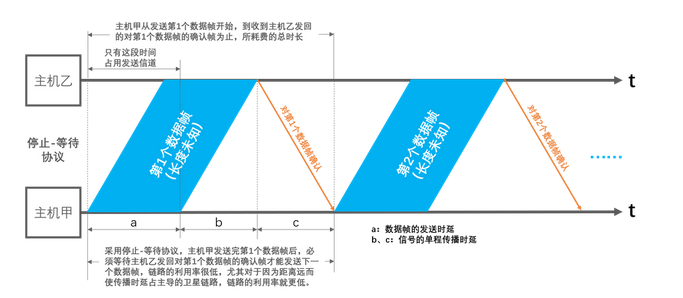 主机甲从发送第1个数据帧开始，到收到主机乙发回
的对第1个数据帧的确认帧为止，所耗费的总时长
只有这段时间
占用发送信道
主机乙
t
第1个数据帧
(长度未知)
对第1个数据帧确认
第2个数据帧
(长度未知)
对第2个数据帧确认
停止-等待
协议
……
主机甲
t
a
b
c
a：数据帧的发送时延
b、c：信号的单程传播时延
采用停止-等待协议，主机甲发送完第1个数据帧后，必
须等待主机乙发回对第1个数据帧的确认帧才能发送下一
个数据帧，链路的利用率很低，尤其对于因为距离远而
使传播时延占主导的卫星链路，链路的利用率就更低。